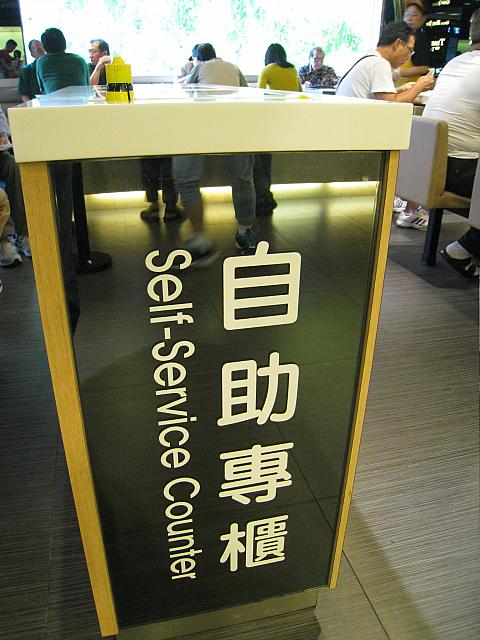 自助專櫃
Self-Service Counter